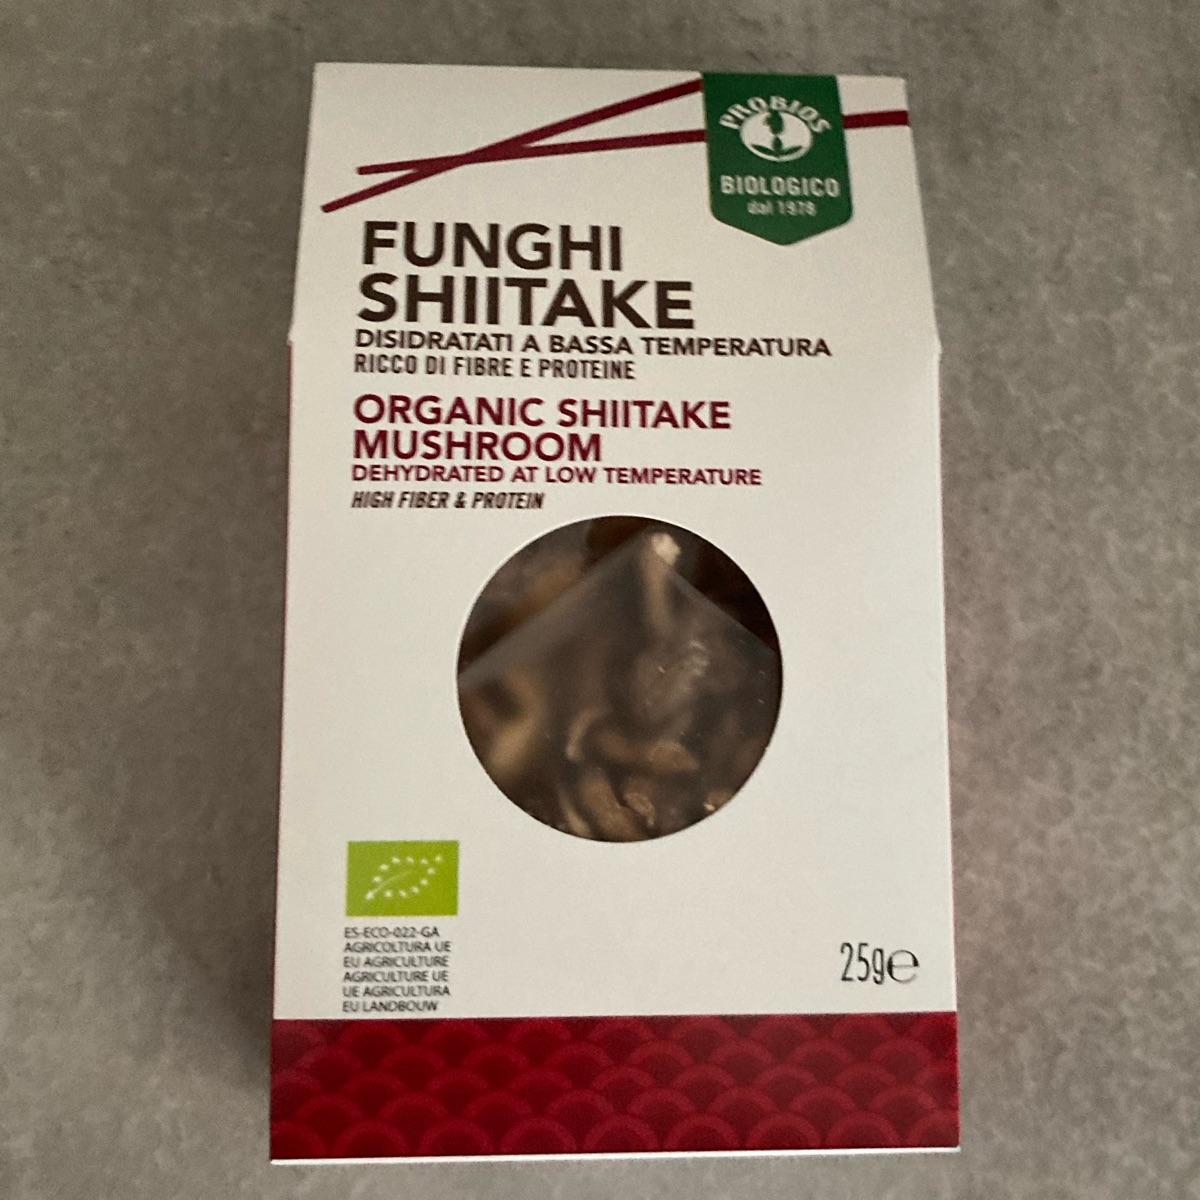 PROBIOS
BIOLOGICO
dal 1978
FUNGHI
SHIITAKE
DISIDRATATI A BASSA TEMPERATURA
RICCO DI FIBRE E PROTEINE
ORGANIC SHIITAKE
MUSHROOM
DEHYDRATED AT LOW TEMPERATURE
HIGH FIBER & PROTEIN
ES-ECO-022-GA
AGRICOLTURA UE
EU AGRICULTURE
AGRICULTURE UE
UE AGRICULTURA
EU LANDBOUW
25g℮